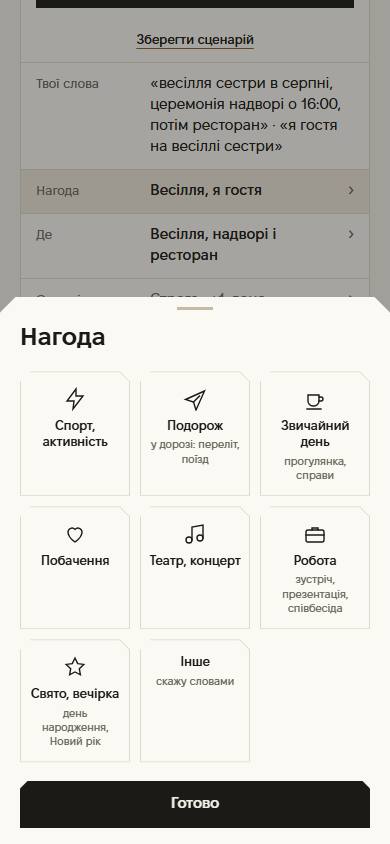 Зберегти сценарій
Твої слова
«весілля сестри в серпні,
церемонія надворі о 16:00,
потім ресторан» · «я гостя
на весіллі сестри»
Нагода
Весілля, я гостя
Де
Весілля, надворі і
ресторан
Нагода
Спорт,
активність
Подорож
у дорозі: переліт,
поїзд
Звичайний
день
прогулянка,
справи
Побачення
Театр, концерт
Робота
зустріч,
презентація,
співбесіда
Свято, вечірка
день
народження,
Новий рік
Інше
скажу словами
Готово